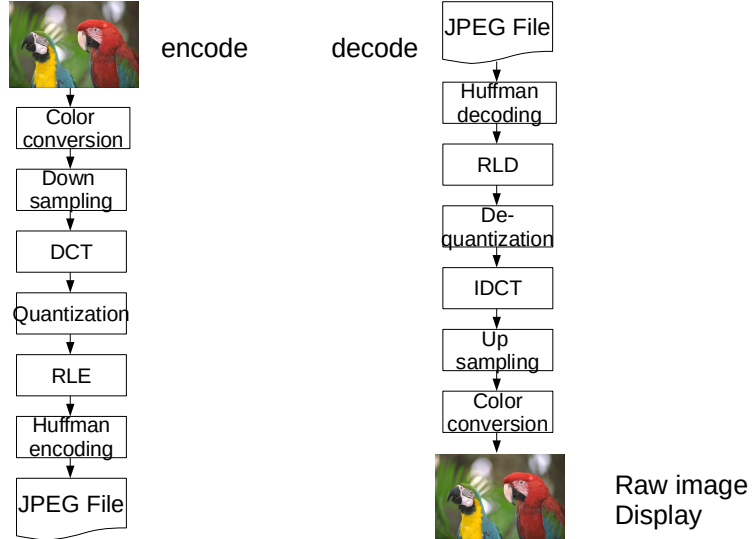 encode
Color
conversion
Down
sampling
DCT
Quantization
RLE
Huffman
encoding
JPEG File
decode
JPEG File
Huffman
decoding
RLD
De-
quantization
IDCT
Up
sampling
Color
conversion
Raw image
Display